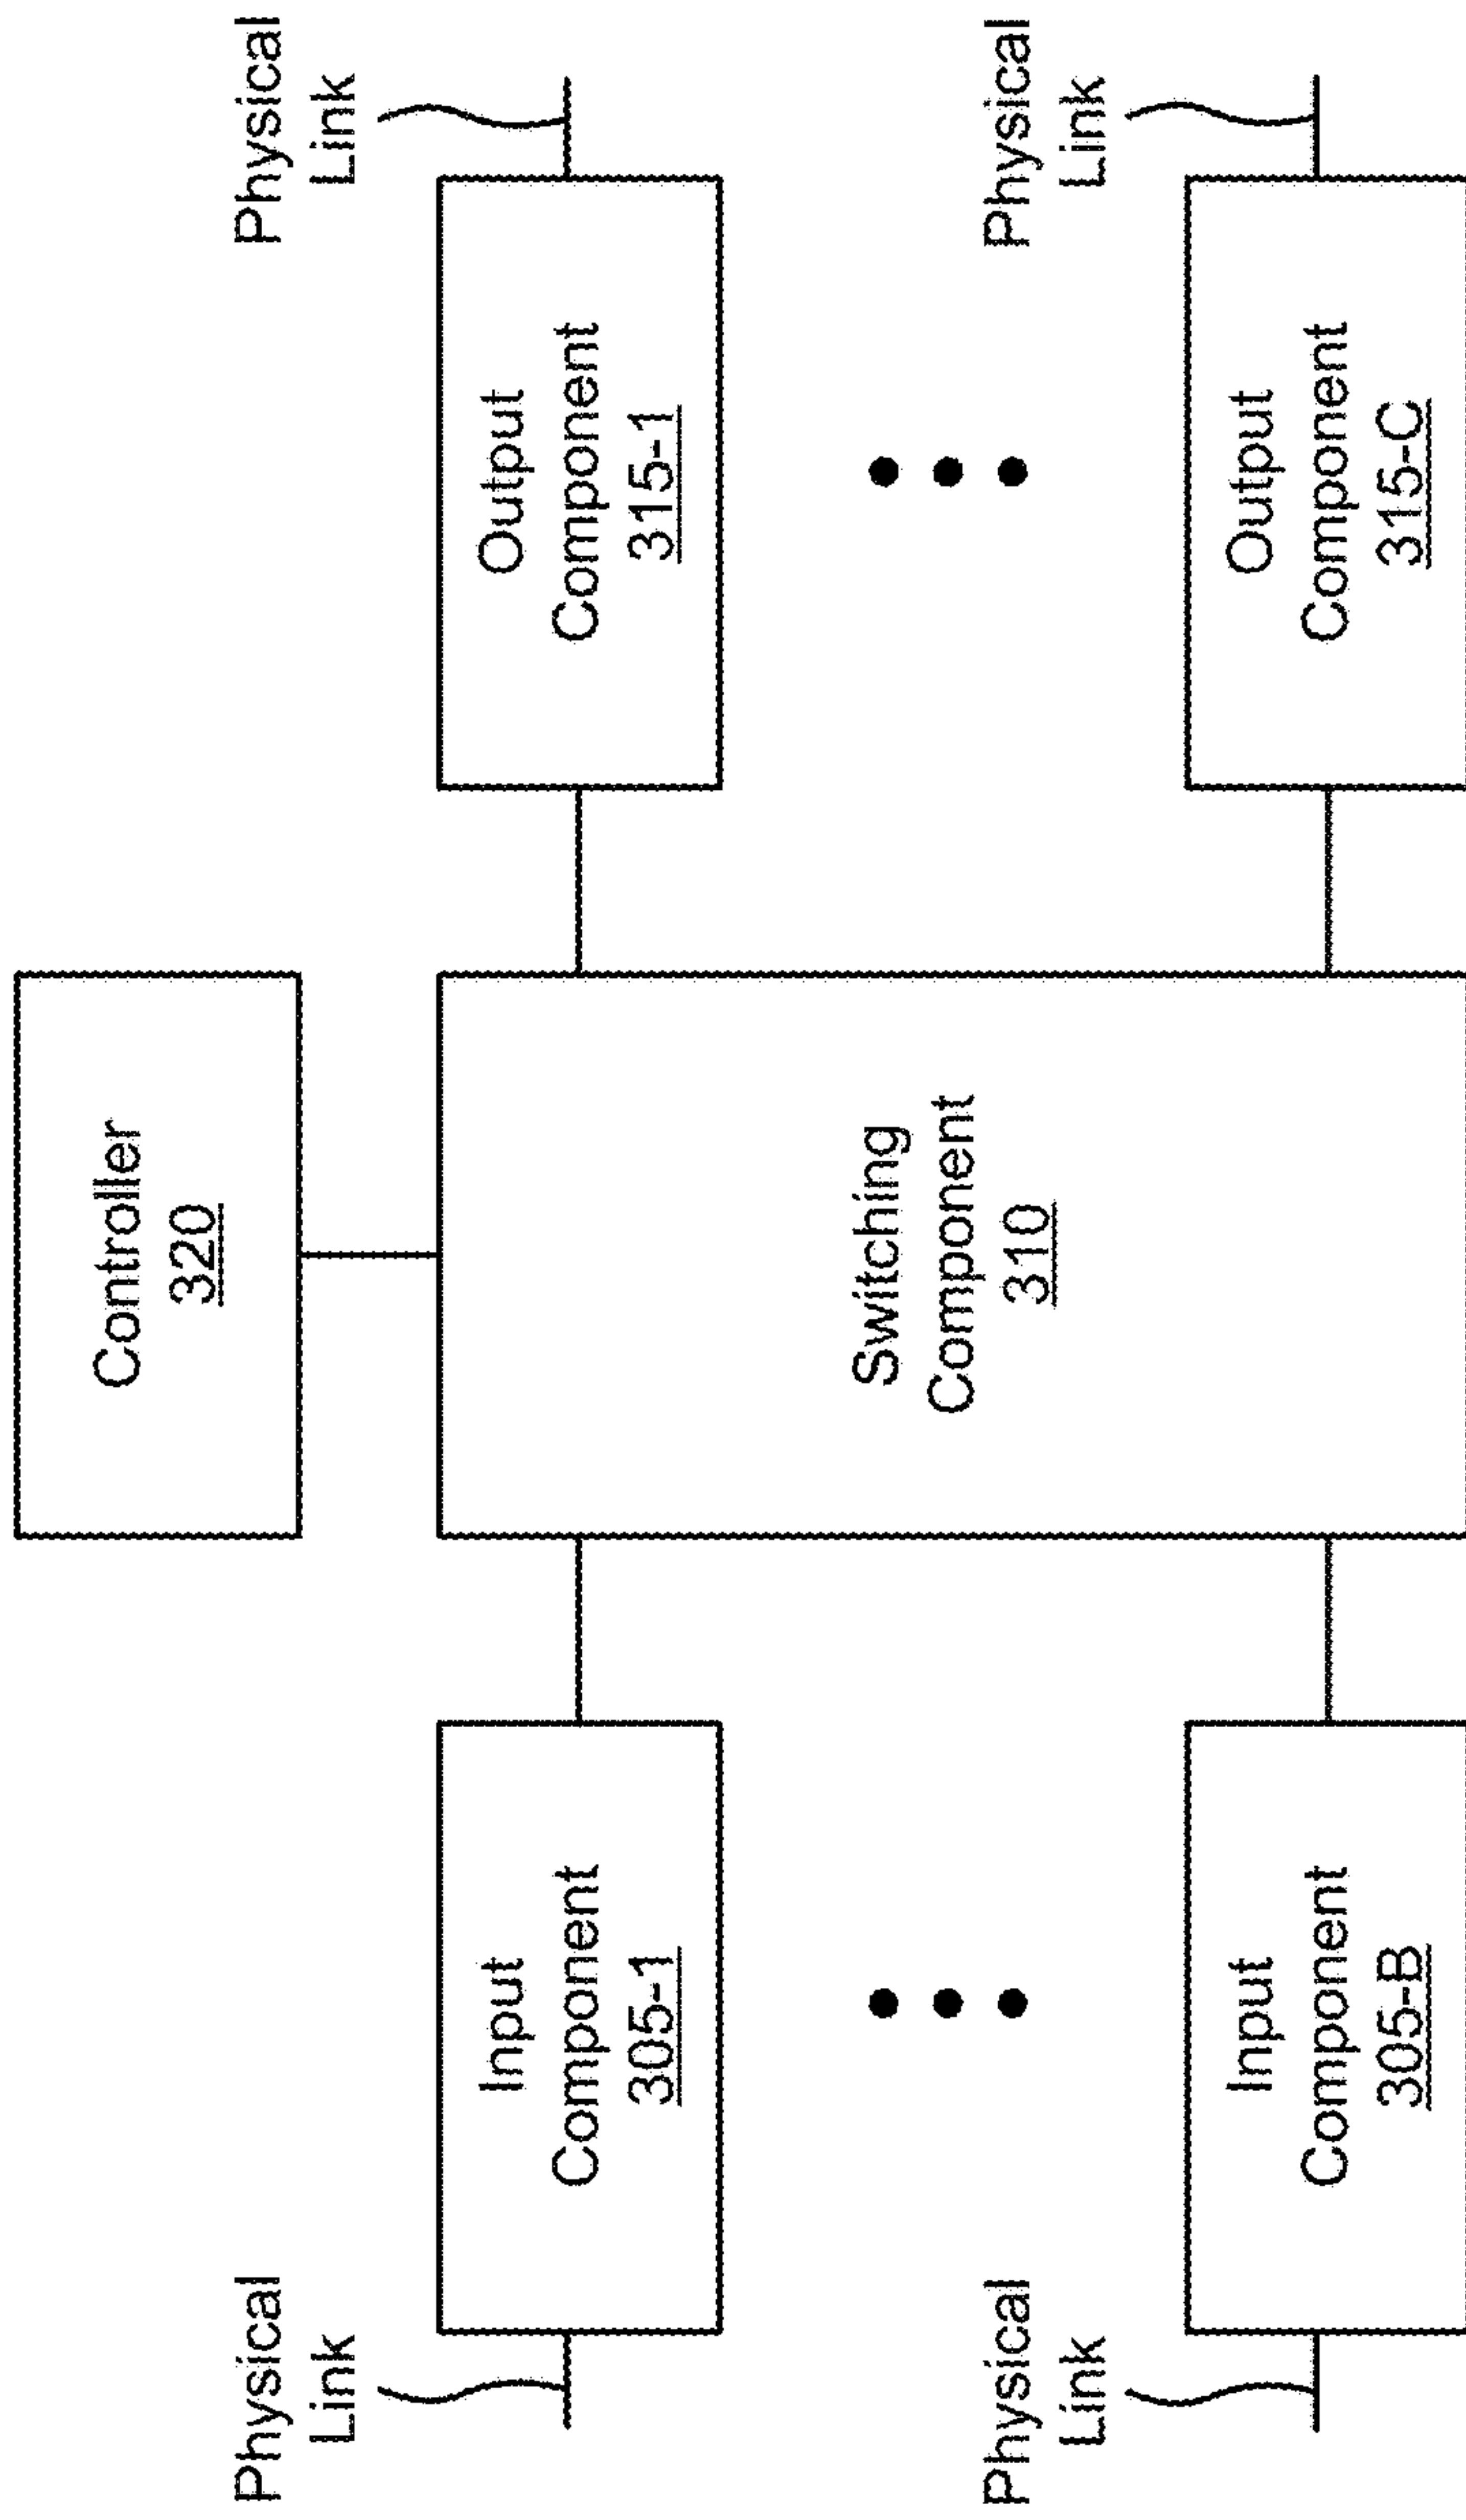 Controller
320
Physical
Link
Input
Component
305-1
Output
Component
315-1
Physical
Link
Switching
Component
310
Physical
Link
Input
Component
305-B
Output
Component
315-C
Physical
Link